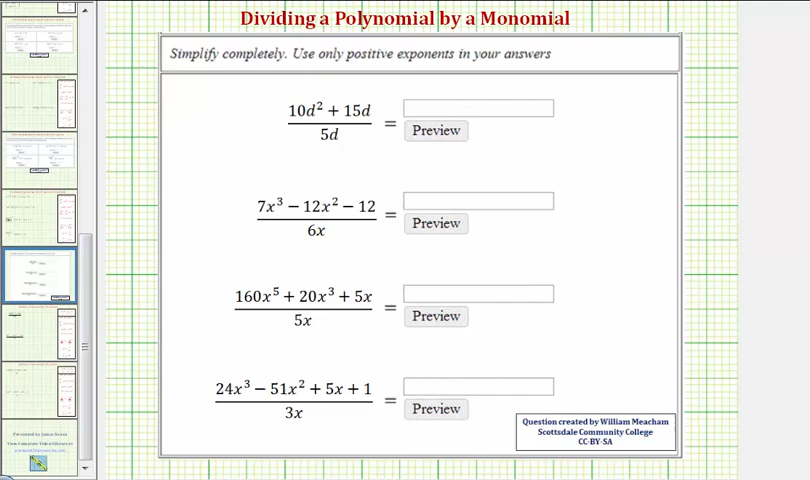 Dividing a Polynomial by a Monomial
Simplify completely. Use only positive exponents in your answers
10d² + 15d
5d
=
Preview
7x³ − 12x² − 12
6x
=
Preview
160x⁵ + 20x³ + 5x
5x
=
Preview
24x³ − 51x² + 5x + 1
3x
=
Preview
Question created by William Meacham
Scottsdale Community College
CC-BY-SA